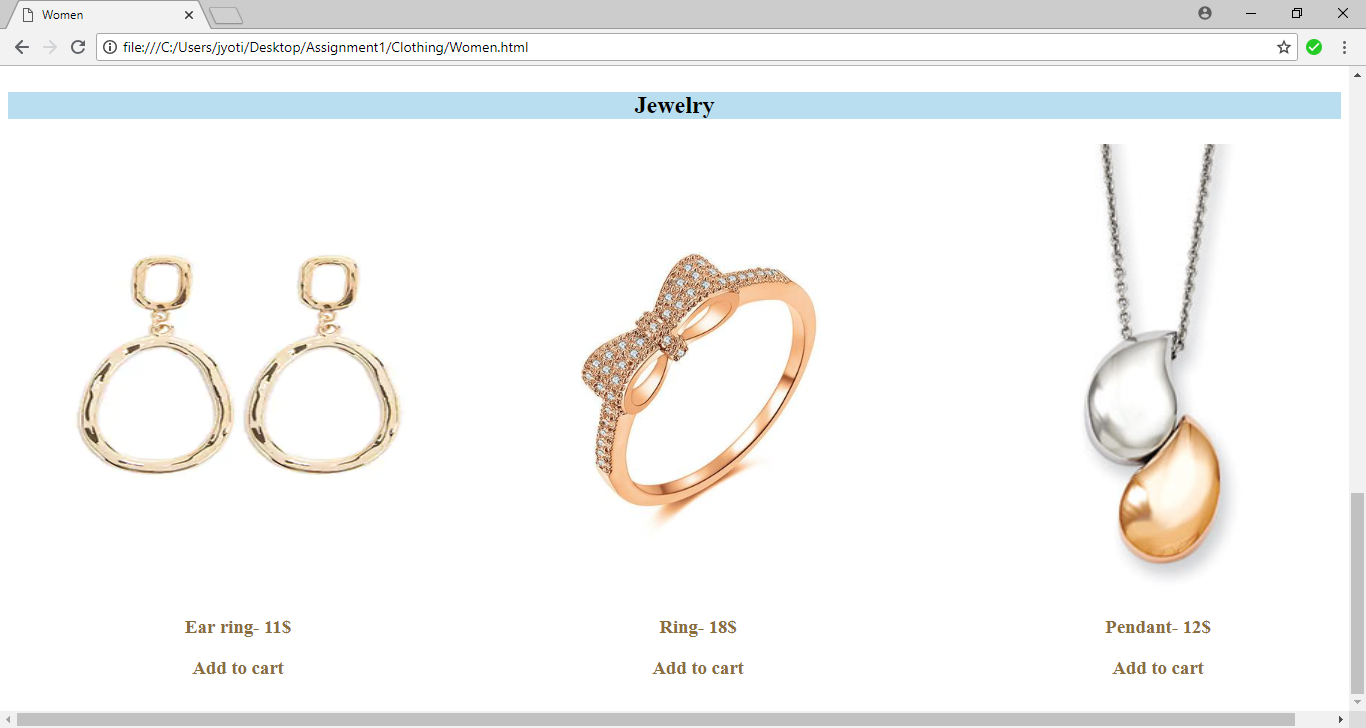 Women
file:///C:/Users/jyoti/Desktop/Assignment1/Clothing/Women.html
Jewelry
Ear ring- 11$ Ring- 18$ Pendant- 12$
Add to cart Add to cart Add to cart